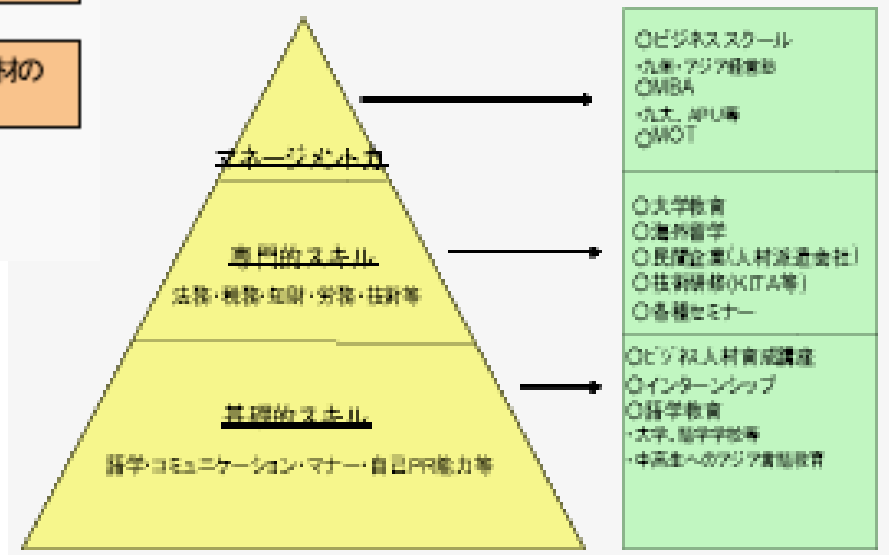 材の
マネージメント力
専門的スキル
法務・税務・知財・労務・技術等
基礎的スキル
語学・コミュニケーション・マナー・自己PR能力等
○ビジネススクール
・九州・アジア経営塾
○MBA
・九大、APU等
○MOT
○大学教育
○海外留学
○民間企業(人材派遣会社)
○技術研修(KITA等)
○各種セミナー
○ビジネス人材育成講座
○インターンシップ
○語学教育
・大学、語学学校等
・中高生へのアジア言語教育